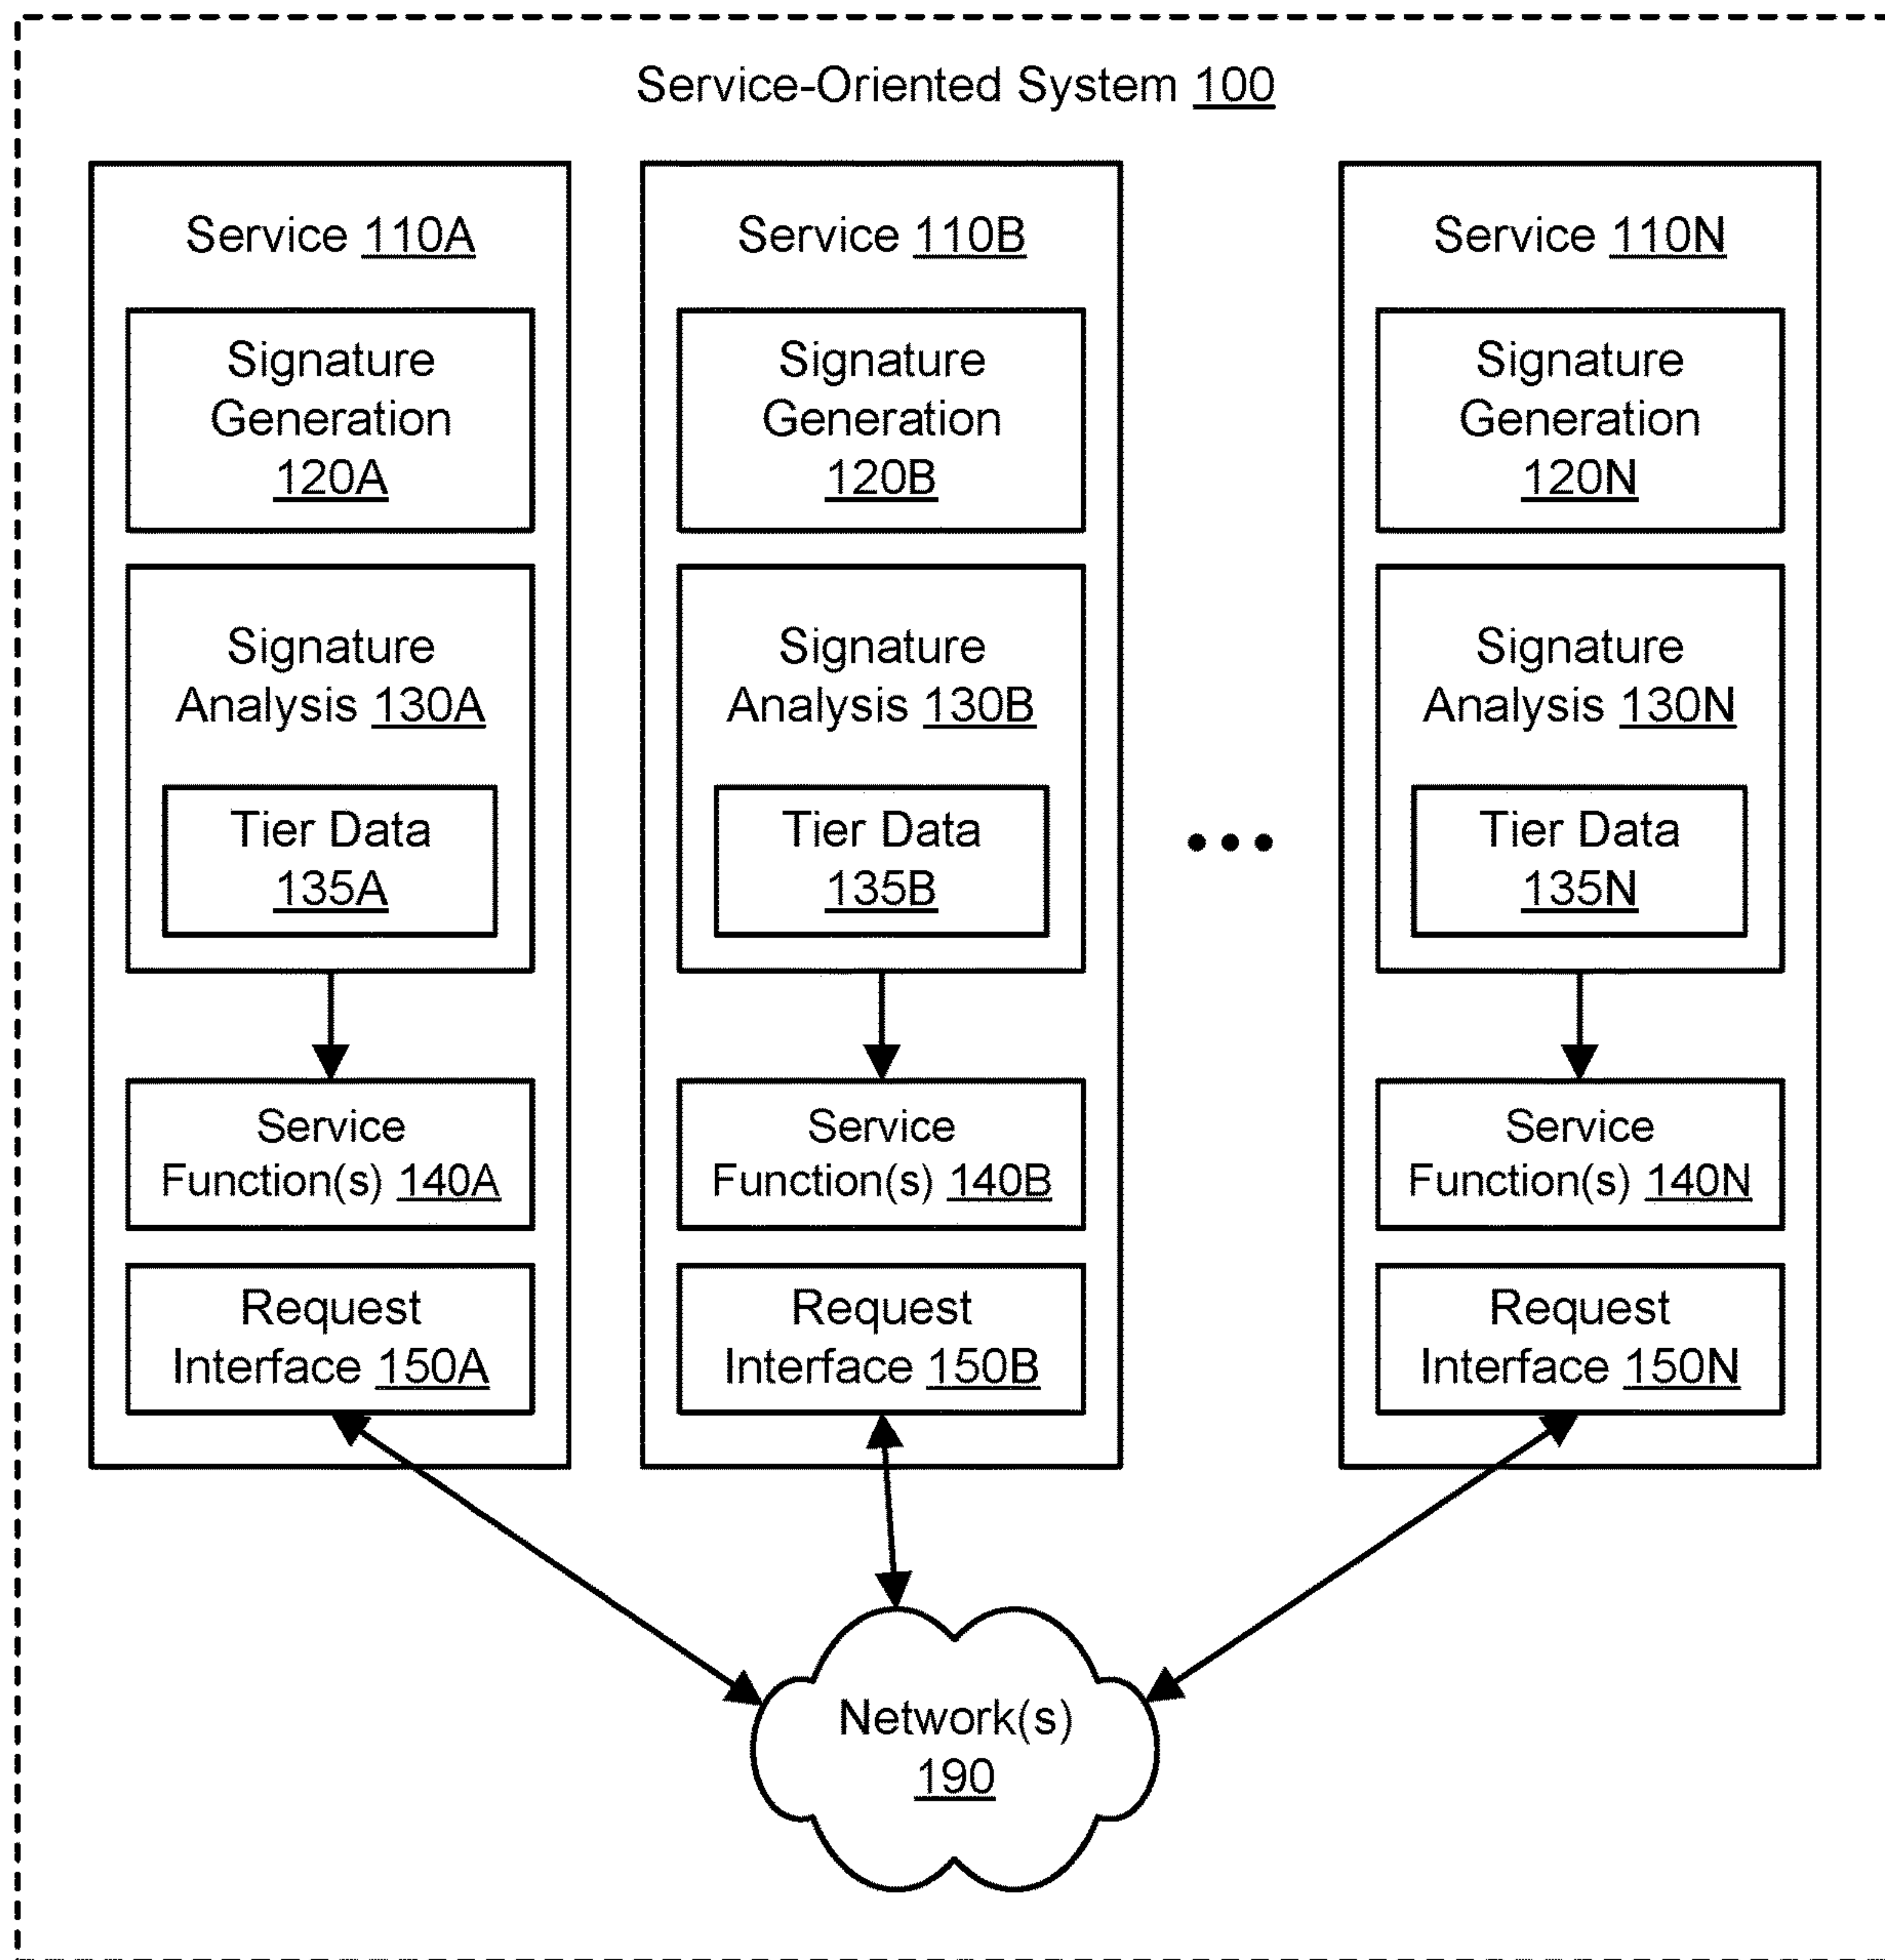 Service-Oriented System 100
Service 110A
Signature
Generation
120A
Signature
Analysis 130A
Tier Data
135A
Service
Function(s) 140A
Request
Interface 150A
Service 110B
Signature
Generation
120B
Signature
Analysis 130B
Tier Data
135B
Service
Function(s) 140B
Request
Interface 150B
Service 110N
Signature
Generation
120N
Signature
Analysis 130N
Tier Data
135N
Service
Function(s) 140N
Request
Interface 150N
Network(s)
190